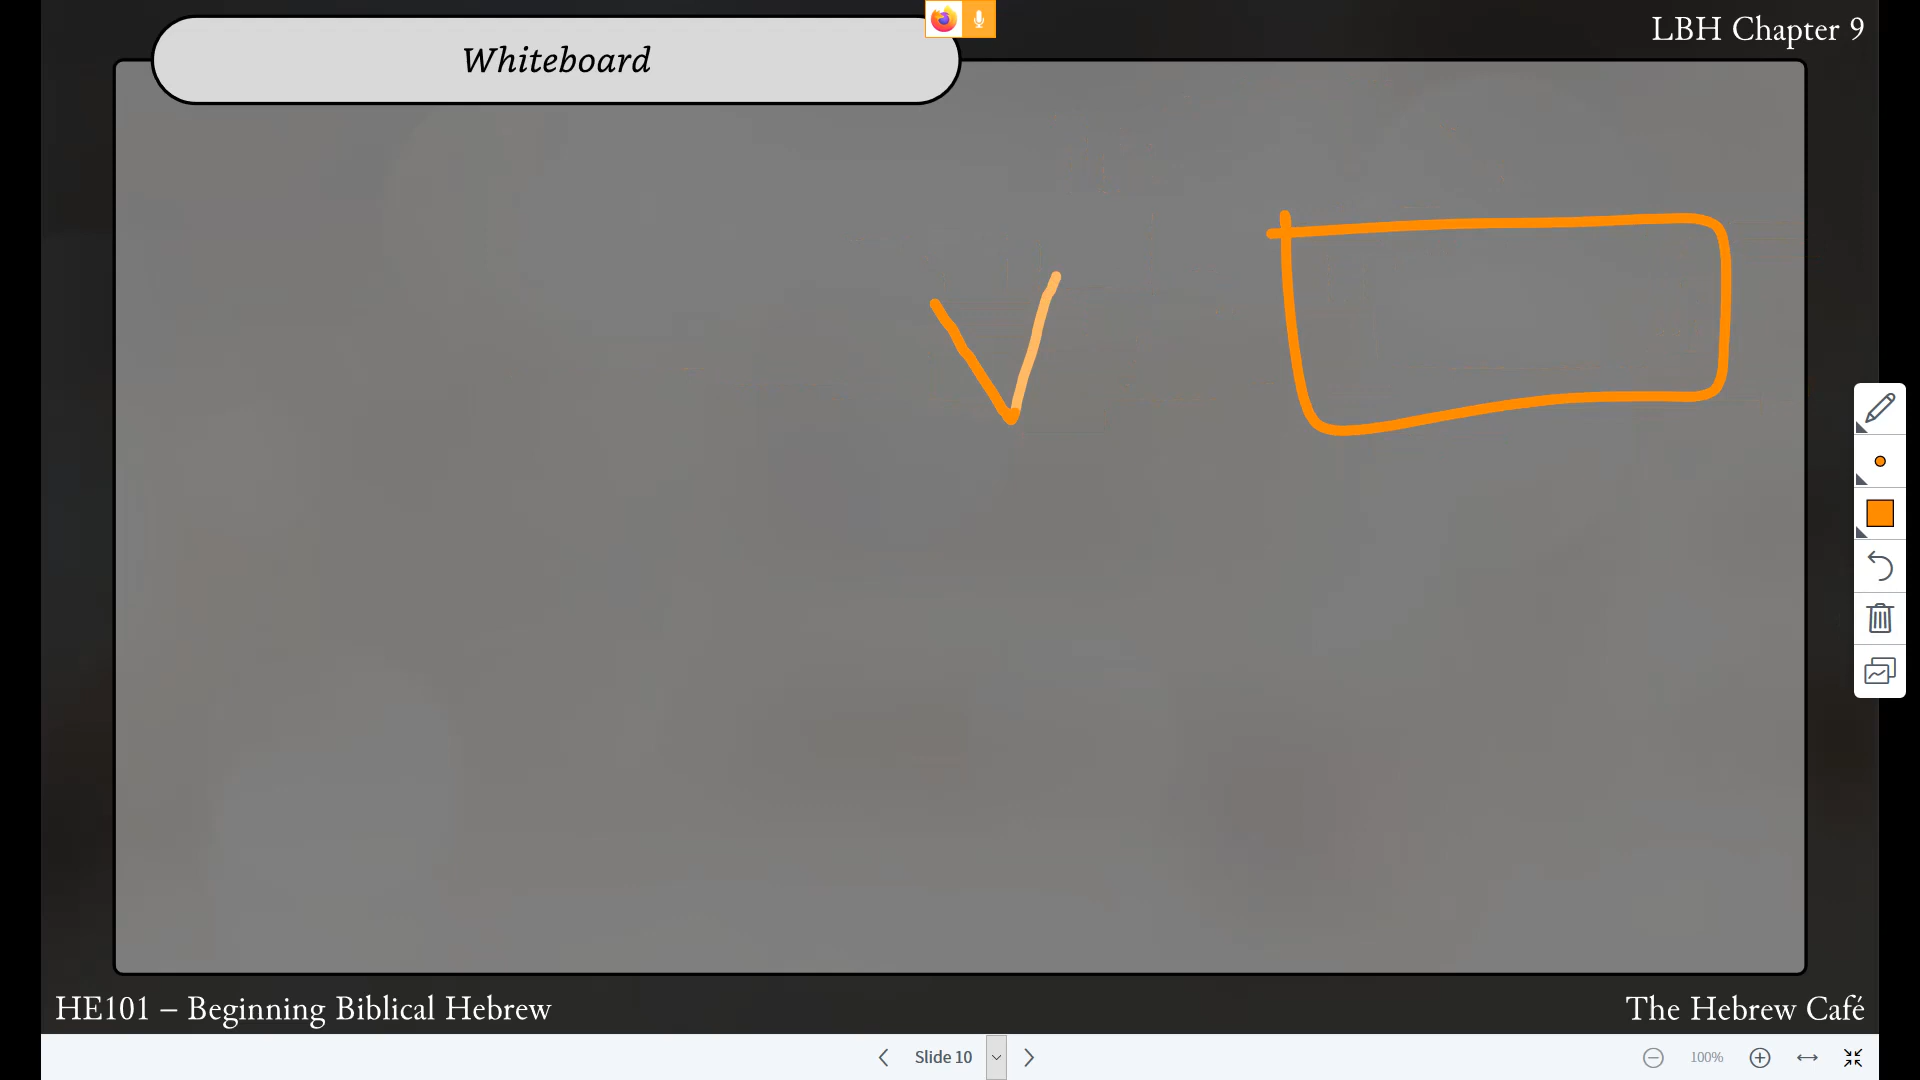 LBH Chapter 9
Whiteboard
V
HE101 – Beginning Biblical Hebrew
The Hebrew Café
Slide 10
100%